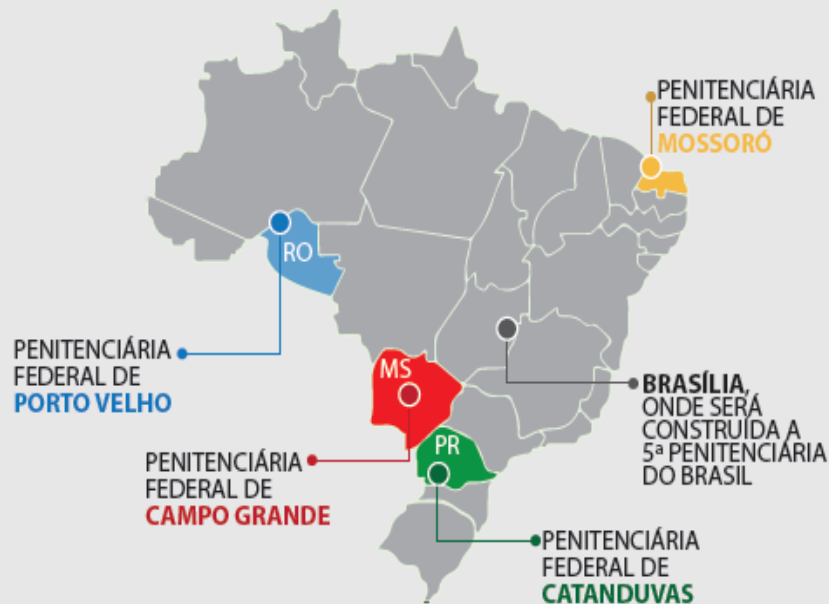 PENITENCIÁRIA
FEDERAL DE
MOSSORÓ
RO
PENITENCIÁRIA
FEDERAL DE
PORTO VELHO
MS
BRASÍLIA,
ONDE SERÁ
CONSTRUÍDA A
5ª PENITENCIÁRIA
DO BRASIL
PR
PENITENCIÁRIA
FEDERAL DE
CAMPO GRANDE
PENITENCIÁRIA
FEDERAL DE
CATANDUVAS